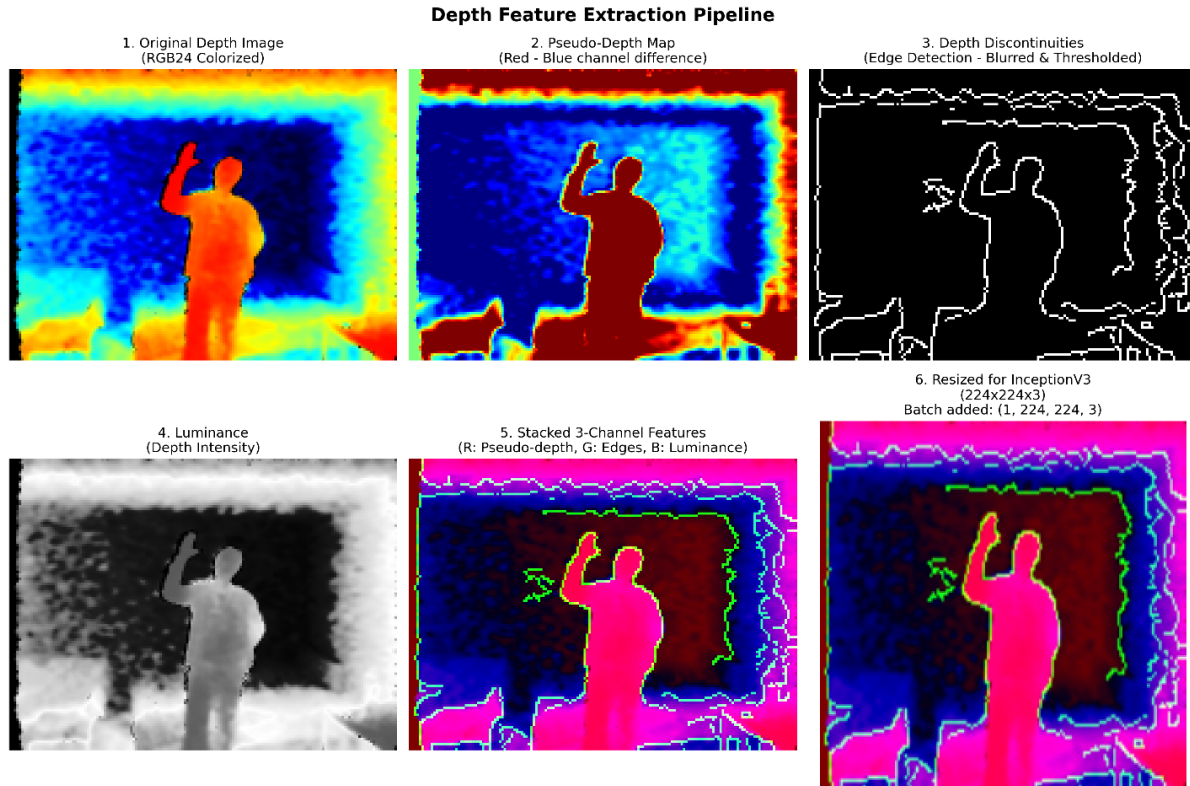 Depth Feature Extraction Pipeline
1. Original Depth Image
(RGB24 Colorized)
2. Pseudo-Depth Map
(Red - Blue channel difference)
3. Depth Discontinuities
(Edge Detection - Blurred & Thresholded)
4. Luminance
(Depth Intensity)
5. Stacked 3-Channel Features
(R: Pseudo-depth, G: Edges, B: Luminance)
6. Resized for InceptionV3
(224x224x3)
Batch added: (1, 224, 224, 3)